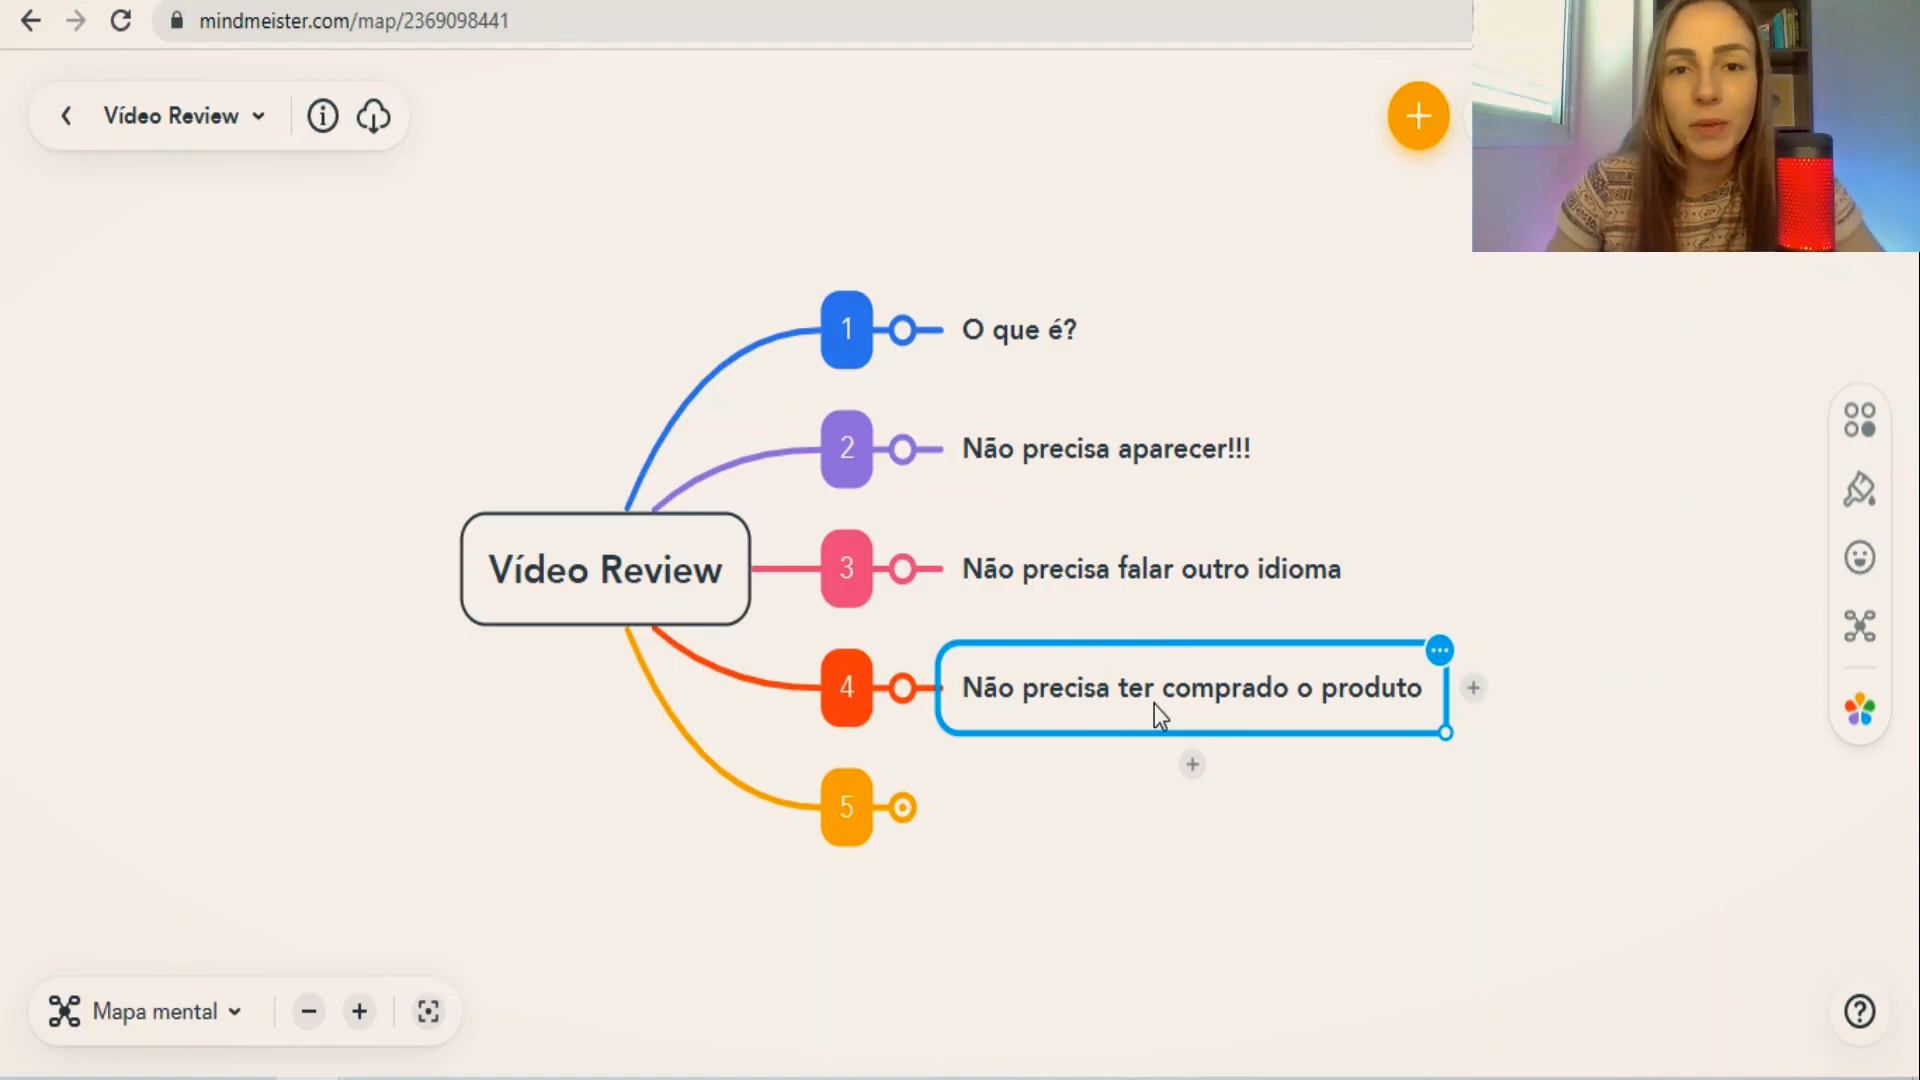 mindmeister.com/map/2369098441
Vídeo Review
1 O que é?
2 Não precisa aparecer!!!
3 Não precisa falar outro idioma
Vídeo Review
4 Não precisa ter comprado o produto
5
Mapa mental